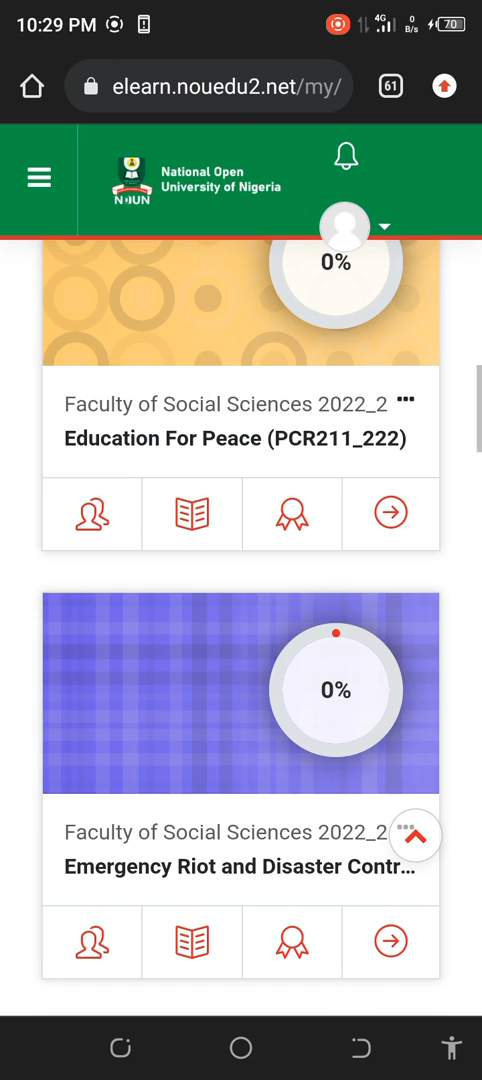 10:29 PM
4G
0
B/s
70
elearn.nouedu2.net/my/
61
National Open
University of Nigeria
NOUN
0%
Faculty of Social Sciences 2022_2
Education For Peace (PCR211_222)
0%
Faculty of Social Sciences 2022_2
Emergency Riot and Disaster Contr...